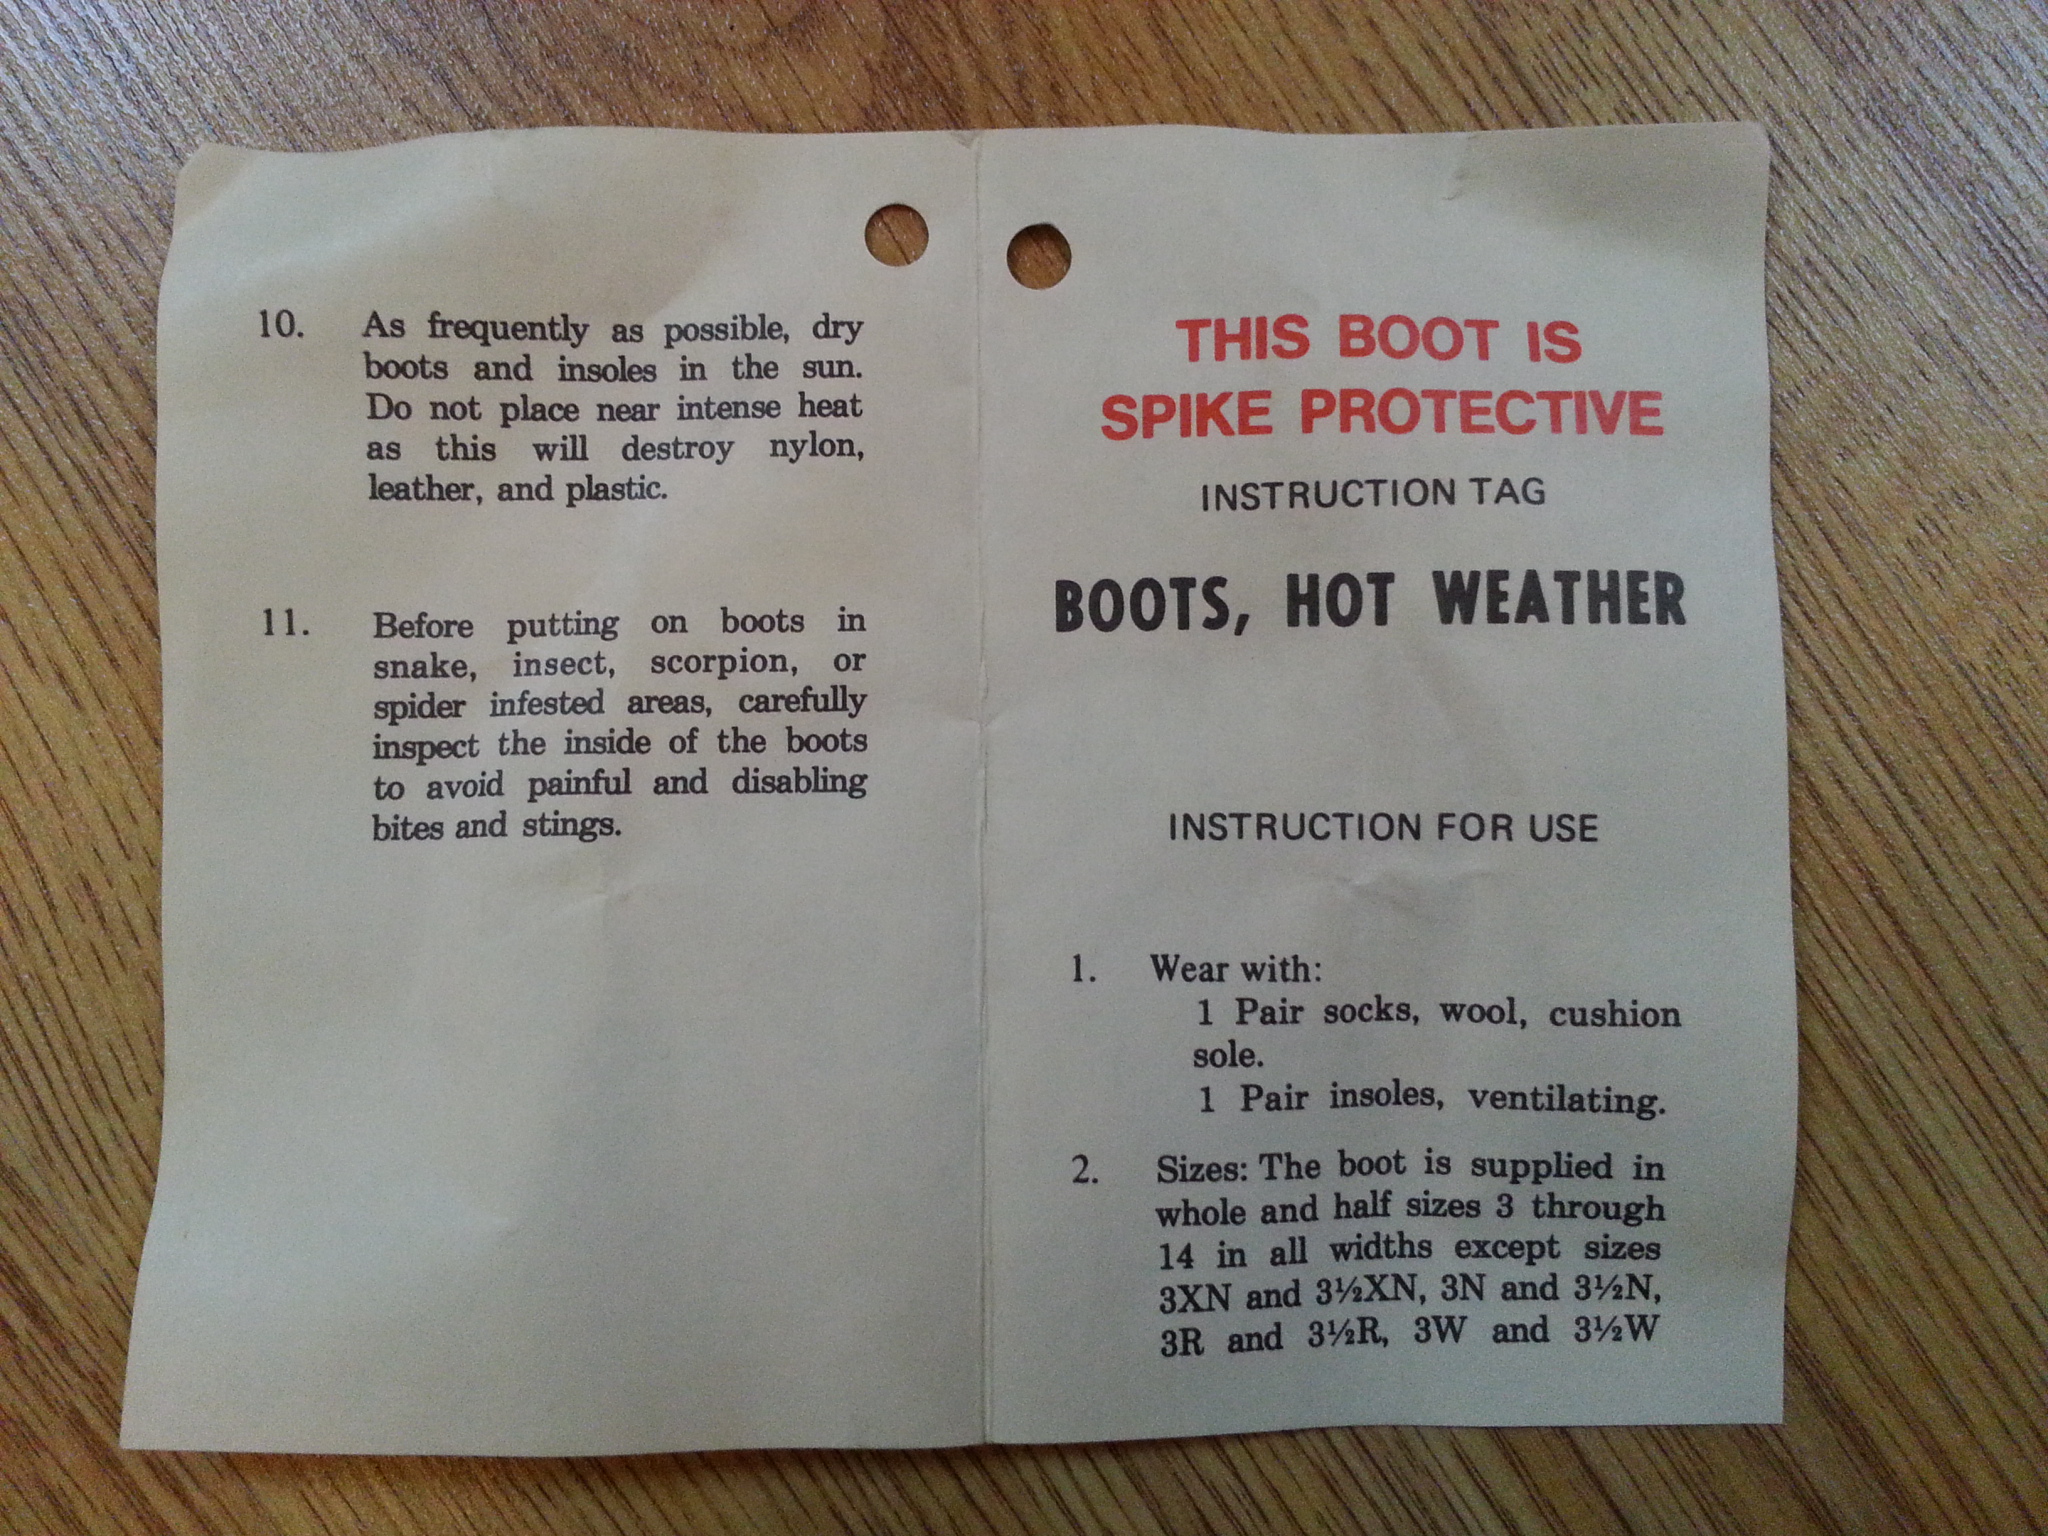 10. As frequently as possible, dry
boots and insoles in the sun.
Do not place near intense heat
as this will destroy nylon,
leather, and plastic.
11. Before putting on boots in
snake, insect, scorpion, or
spider infested areas, carefully
inspect the inside of the boots
to avoid painful and disabling
bites and stings.
THIS BOOT IS
SPIKE PROTECTIVE
INSTRUCTION TAG
BOOTS, HOT WEATHER
INSTRUCTION FOR USE
1. Wear with:
1 Pair socks, wool, cushion
sole.
1 Pair insoles, ventilating.
2. Sizes: The boot is supplied in
whole and half sizes 3 through
14 in all widths except sizes
3XN and 3½XN, 3N and 3½N,
3R and 3½R, 3W and 3½W